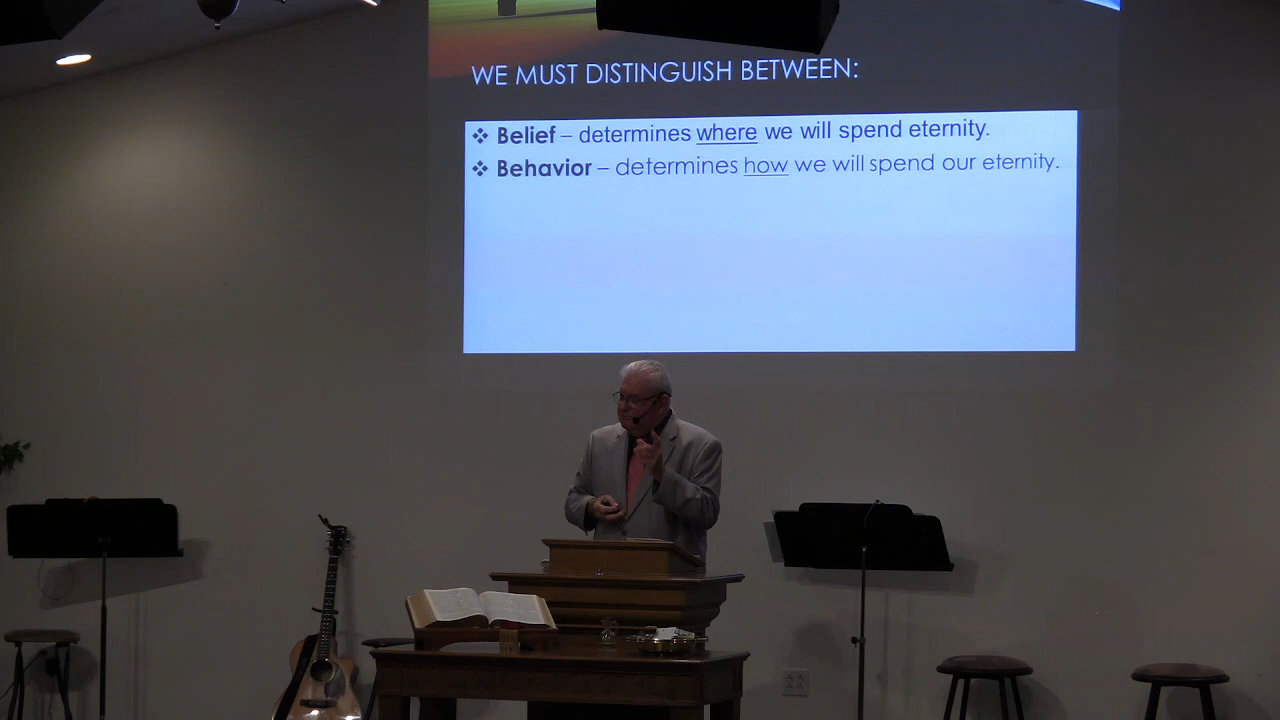 WE MUST DISTINGUISH BETWEEN:
❖ Belief – determines where we will spend eternity.
❖ Behavior – determines how we will spend our eternity.